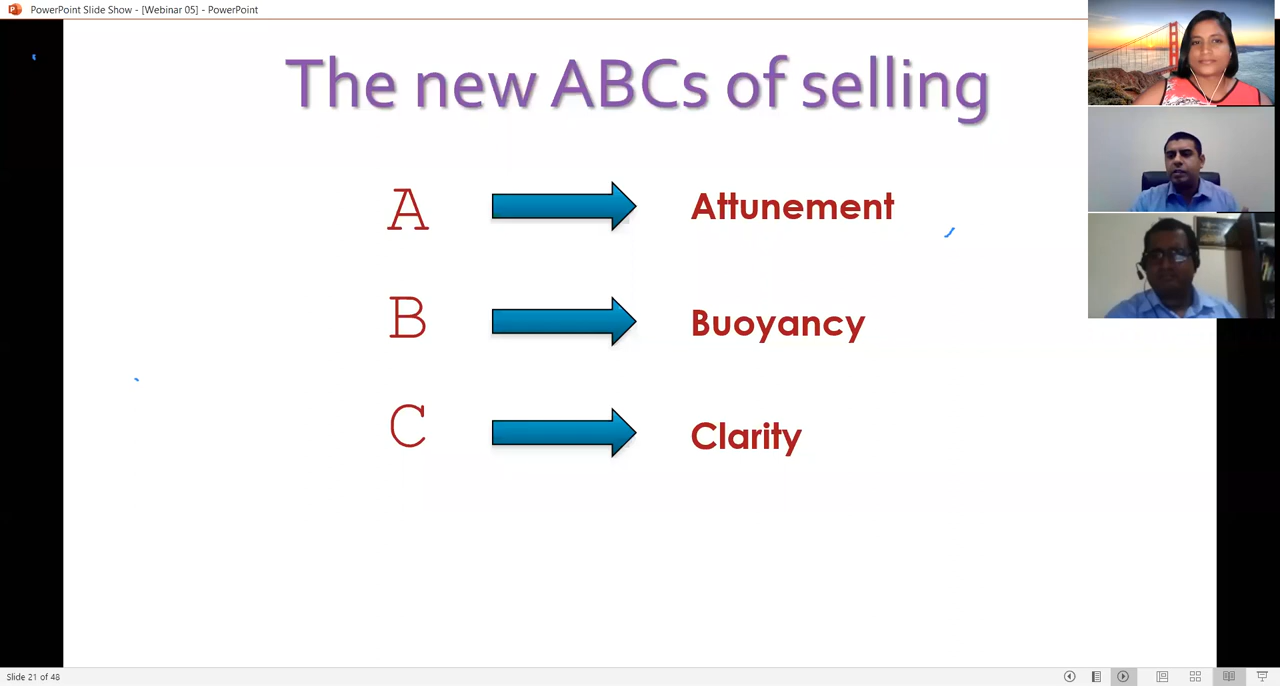 PowerPoint Slide Show - [Webinar 05] - PowerPoint
The new ABCs of selling
A Attunement
B Buoyancy
C Clarity
Slide 21 of 48